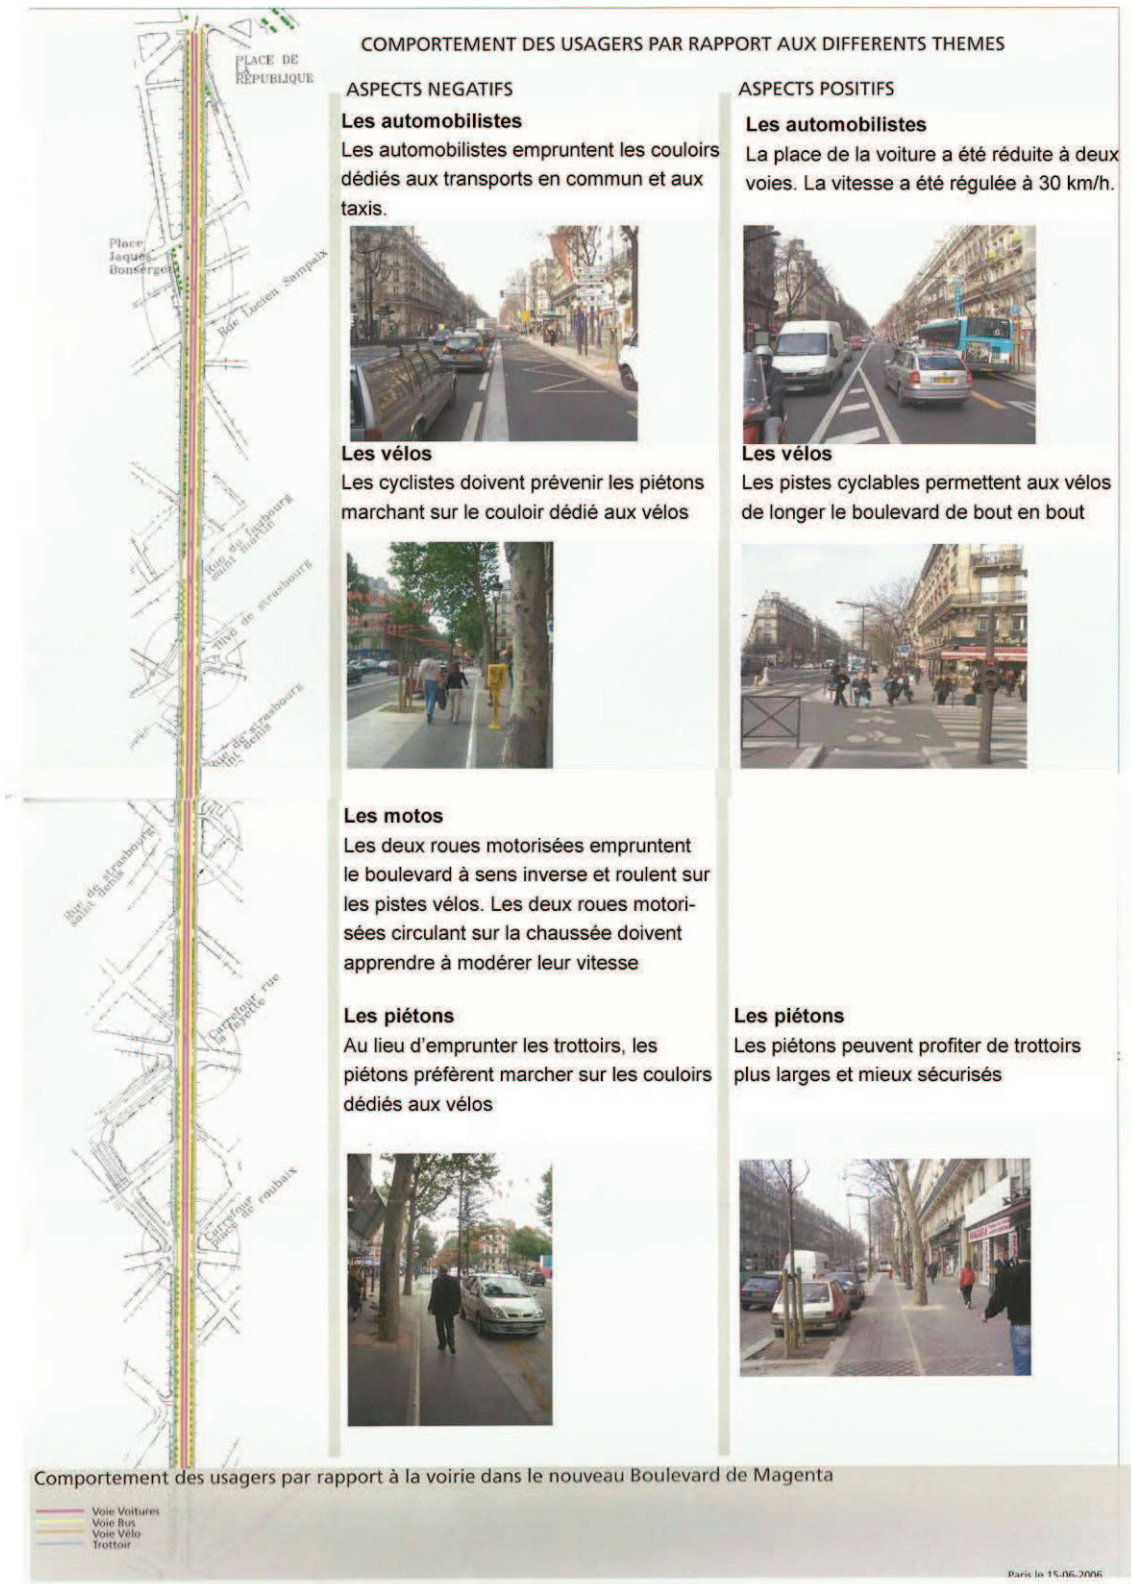 PLACE DE
LA
RÉPUBLIQUE
Place
Jaques
Bonserget
Rue Lucien Sampaix
Rue du faubourg
saint martin
Blvd de strasbourg
Rue de strasbourg
saint denis
Rue de strasbourg
saint denis
Carrefour rue
la fayette
Carrefour
place de roubaix
COMPORTEMENT DES USAGERS PAR RAPPORT AUX DIFFERENTS THEMES
ASPECTS NEGATIFS
Les automobilistes
Les automobilistes empruntent les couloirs
dédiés aux transports en commun et aux
taxis.
Les vélos
Les cyclistes doivent prévenir les piétons
marchant sur le couloir dédié aux vélos
Les motos
Les deux roues motorisées empruntent
le boulevard à sens inverse et roulent sur
les pistes vélos. Les deux roues motori-
sées circulant sur la chaussée doivent
apprendre à modérer leur vitesse
Les piétons
Au lieu d'emprunter les trottoirs, les
piétons préfèrent marcher sur les couloirs
dédiés aux vélos
ASPECTS POSITIFS
Les automobilistes
La place de la voiture a été réduite à deux
voies. La vitesse a été régulée à 30 km/h.
Les vélos
Les pistes cyclables permettent aux vélos
de longer le boulevard de bout en bout
Les piétons
Les piétons peuvent profiter de trottoirs
plus larges et mieux sécurisés
Comportement des usagers par rapport à la voirie dans le nouveau Boulevard de Magenta
Voie Voitures
Voie Bus
Voie Vélo
Trottoir
Paris le 15-06-2006